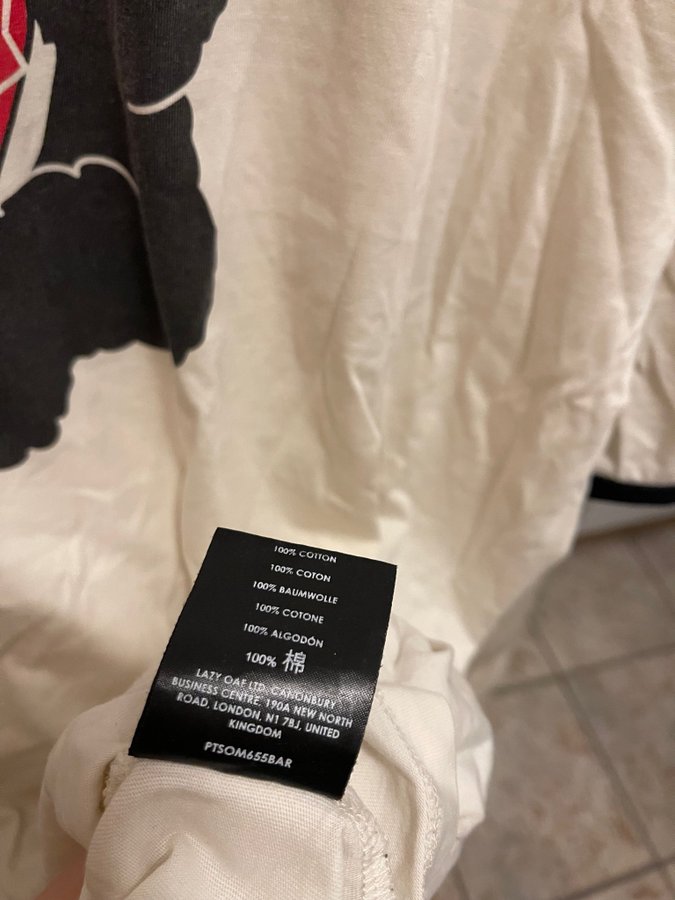 100% COTTON
100% COTON
100% BAUMWOLLE
100% COTONE
100% ALGODÓN
100% 棉
LAZY OAF LTD. CANONBURY
BUSINESS CENTRE, 190A NEW NORTH
ROAD, LONDON, N1 7BJ, UNITED
KINGDOM
PTSOM655BAR